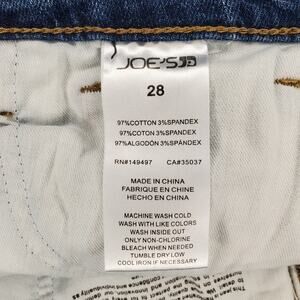 JOE'S
28
97%COTTON 3%SPANDEX
97%COTON 3%SPANDEX
97%ALGODÓN 3%SPANDEX
RN#149497 CA#35037
MADE IN CHINA
FABRIQUE EN CHINE
HECHO EN CHINA
MACHINE WASH COLD
WASH WITH LIKE COLORS
WASH INSIDE OUT
ONLY NON-CHLORINE
BLEACH WHEN NEEDED
TUMBLE DRY LOW
COOL IRON IF NECESSARY